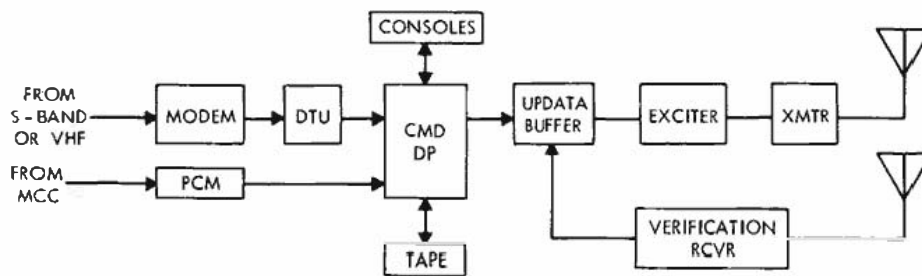 CONSOLES
FROM
S-BAND
OR VHF
MODEM
DTU
CMD
DP
UPDATA
BUFFER
EXCITER
XMTR
FROM
MCC
PCM
TAPE
VERIFICATION
RCVR